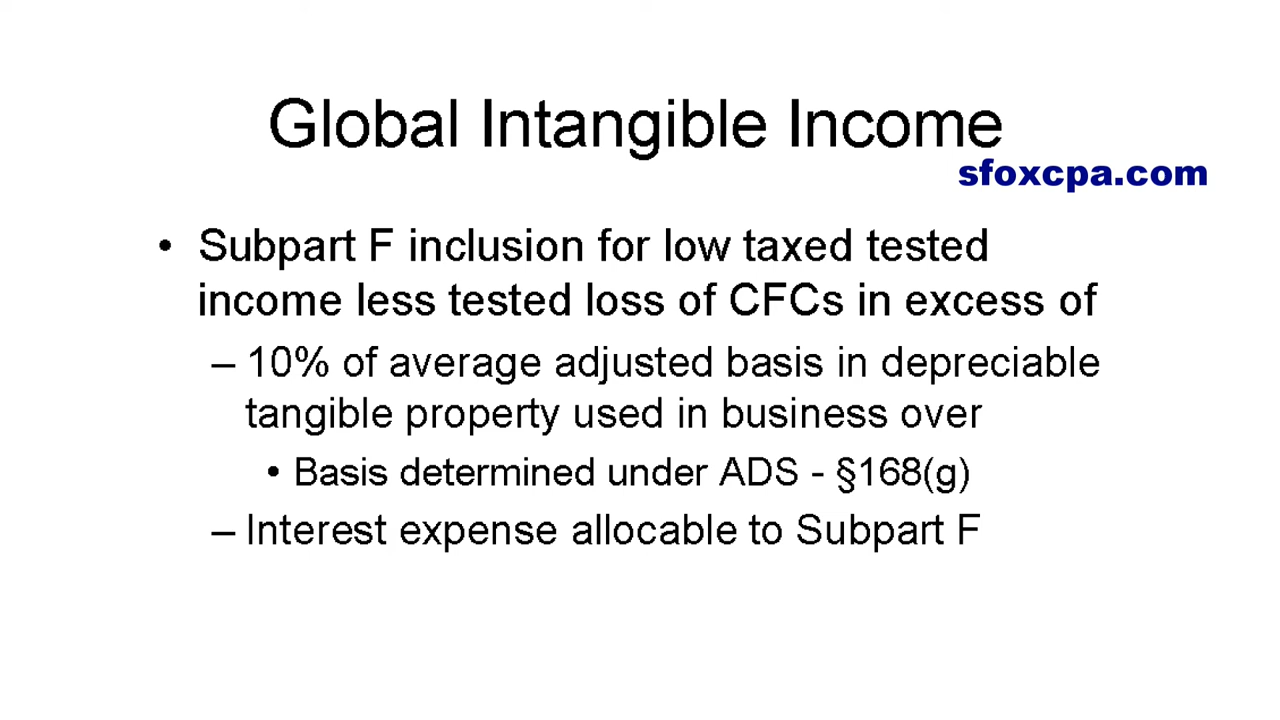 Global Intangible Income
sfoxcpa.com
• Subpart F inclusion for low taxed tested
income less tested loss of CFCs in excess of
– 10% of average adjusted basis in depreciable
tangible property used in business over
• Basis determined under ADS - §168(g)
– Interest expense allocable to Subpart F